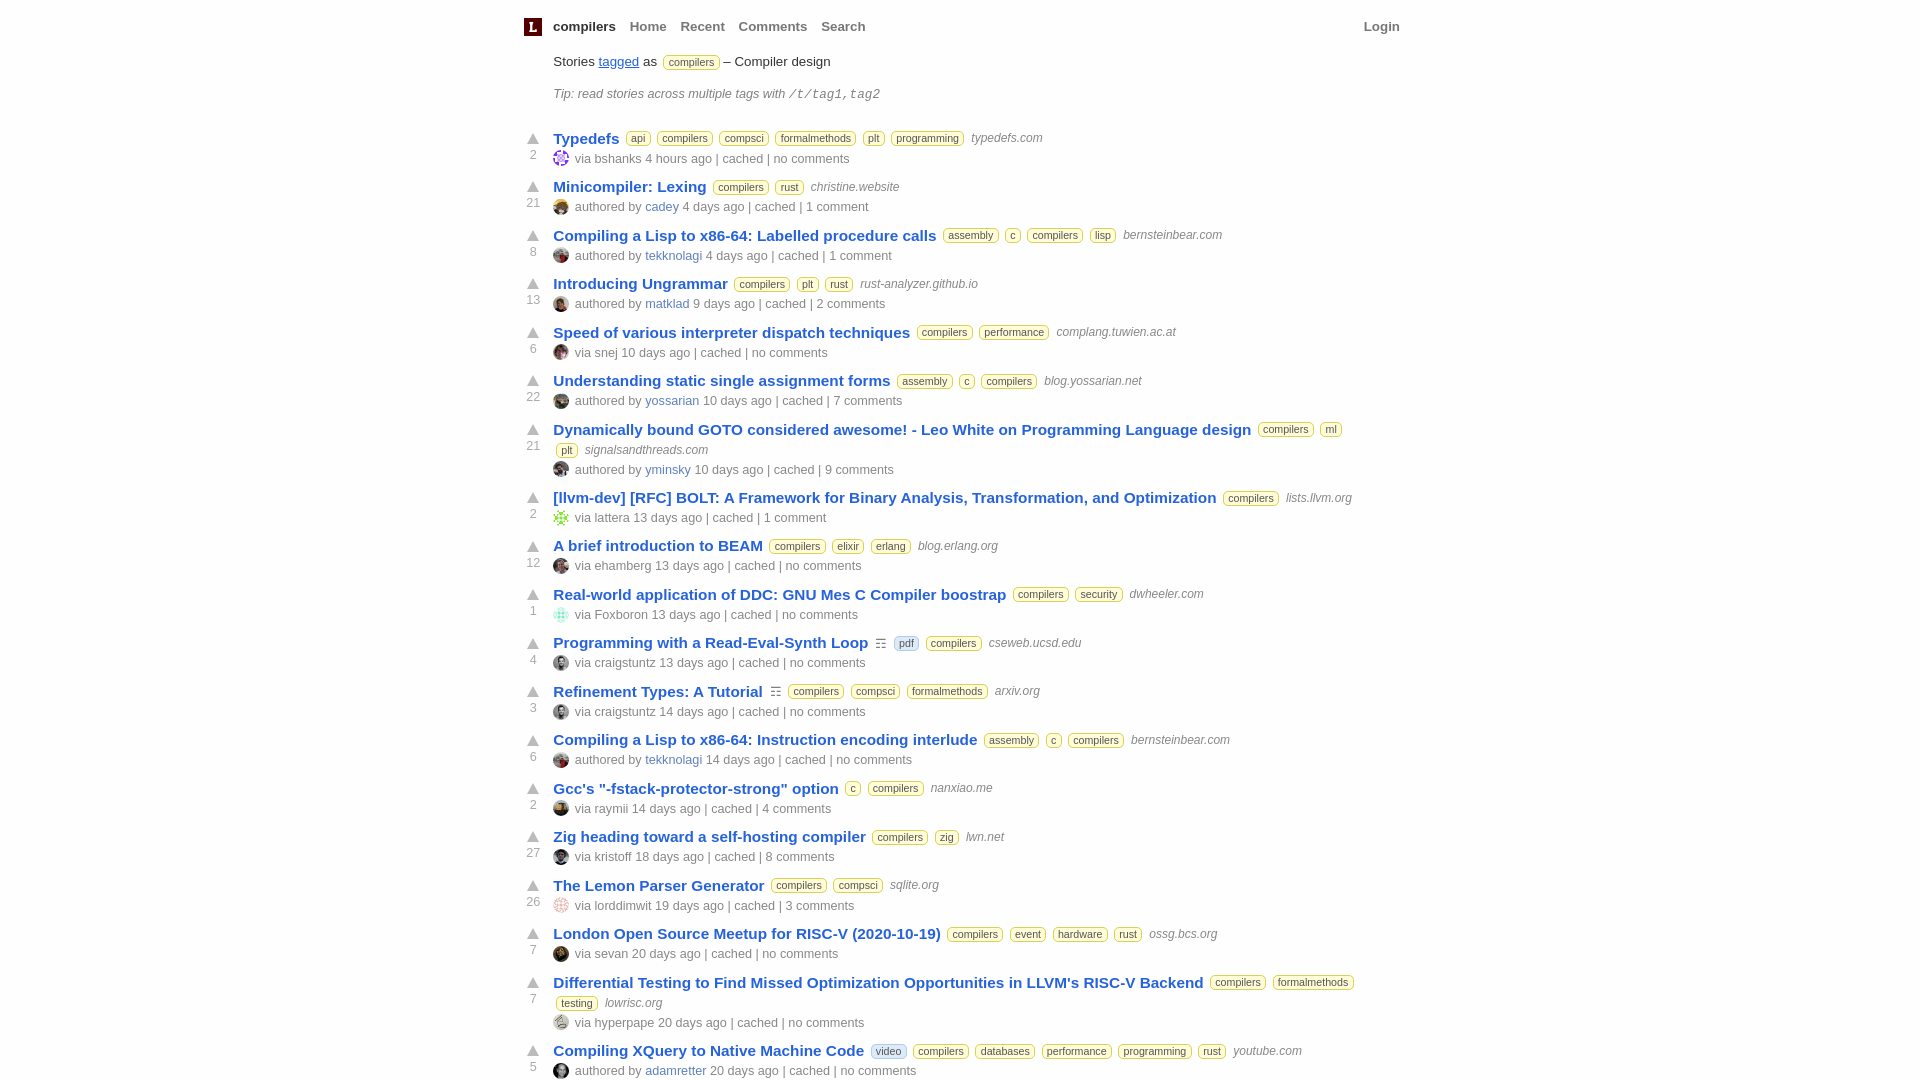 L compilers Home Recent Comments Search Login
Stories tagged as compilers – Compiler design
Tip: read stories across multiple tags with /t/tag1,tag2
Typedefs api compilers compsci formalmethods plt programming typedefs.com
2 via bshanks 4 hours ago | cached | no comments
Minicompiler: Lexing compilers rust christine.website
21 authored by cadey 4 days ago | cached | 1 comment
Compiling a Lisp to x86-64: Labelled procedure calls assembly c compilers lisp bernsteinbear.com
8 authored by tekknolagi 4 days ago | cached | 1 comment
Introducing Ungrammar compilers plt rust rust-analyzer.github.io
13 authored by matklad 9 days ago | cached | 2 comments
Speed of various interpreter dispatch techniques compilers performance complang.tuwien.ac.at
6 via snej 10 days ago | cached | no comments
Understanding static single assignment forms assembly c compilers blog.yossarian.net
22 authored by yossarian 10 days ago | cached | 7 comments
Dynamically bound GOTO considered awesome! - Leo White on Programming Language design compilers ml
21 plt signalsandthreads.com
authored by yminsky 10 days ago | cached | 9 comments
[llvm-dev] [RFC] BOLT: A Framework for Binary Analysis, Transformation, and Optimization compilers lists.llvm.org
2 via lattera 13 days ago | cached | 1 comment
A brief introduction to BEAM compilers elixir erlang blog.erlang.org
12 via ehamberg 13 days ago | cached | no comments
Real-world application of DDC: GNU Mes C Compiler boostrap compilers security dwheeler.com
1 via Foxboron 13 days ago | cached | no comments
Programming with a Read-Eval-Synth Loop ☶ pdf compilers cseweb.ucsd.edu
4 via craigstuntz 13 days ago | cached | no comments
Refinement Types: A Tutorial ☶ compilers compsci formalmethods arxiv.org
3 via craigstuntz 14 days ago | cached | no comments
Compiling a Lisp to x86-64: Instruction encoding interlude assembly c compilers bernsteinbear.com
6 authored by tekknolagi 14 days ago | cached | no comments
Gcc's "-fstack-protector-strong" option c compilers nanxiao.me
2 via raymii 14 days ago | cached | 4 comments
Zig heading toward a self-hosting compiler compilers zig lwn.net
27 via kristoff 18 days ago | cached | 8 comments
The Lemon Parser Generator compilers compsci sqlite.org
26 via lorddimwit 19 days ago | cached | 3 comments
London Open Source Meetup for RISC-V (2020-10-19) compilers event hardware rust ossg.bcs.org
7 via sevan 20 days ago | cached | no comments
Differential Testing to Find Missed Optimization Opportunities in LLVM's RISC-V Backend compilers formalmethods
7 testing lowrisc.org
via hyperpape 20 days ago | cached | no comments
Compiling XQuery to Native Machine Code video compilers databases performance programming rust youtube.com
5 authored by adamretter 20 days ago | cached | no comments